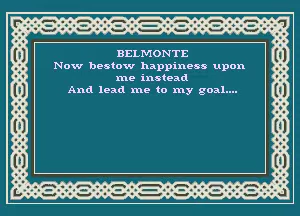 BELMONTE
Now bestow happiness upon
me instead
And lead me to my goal....